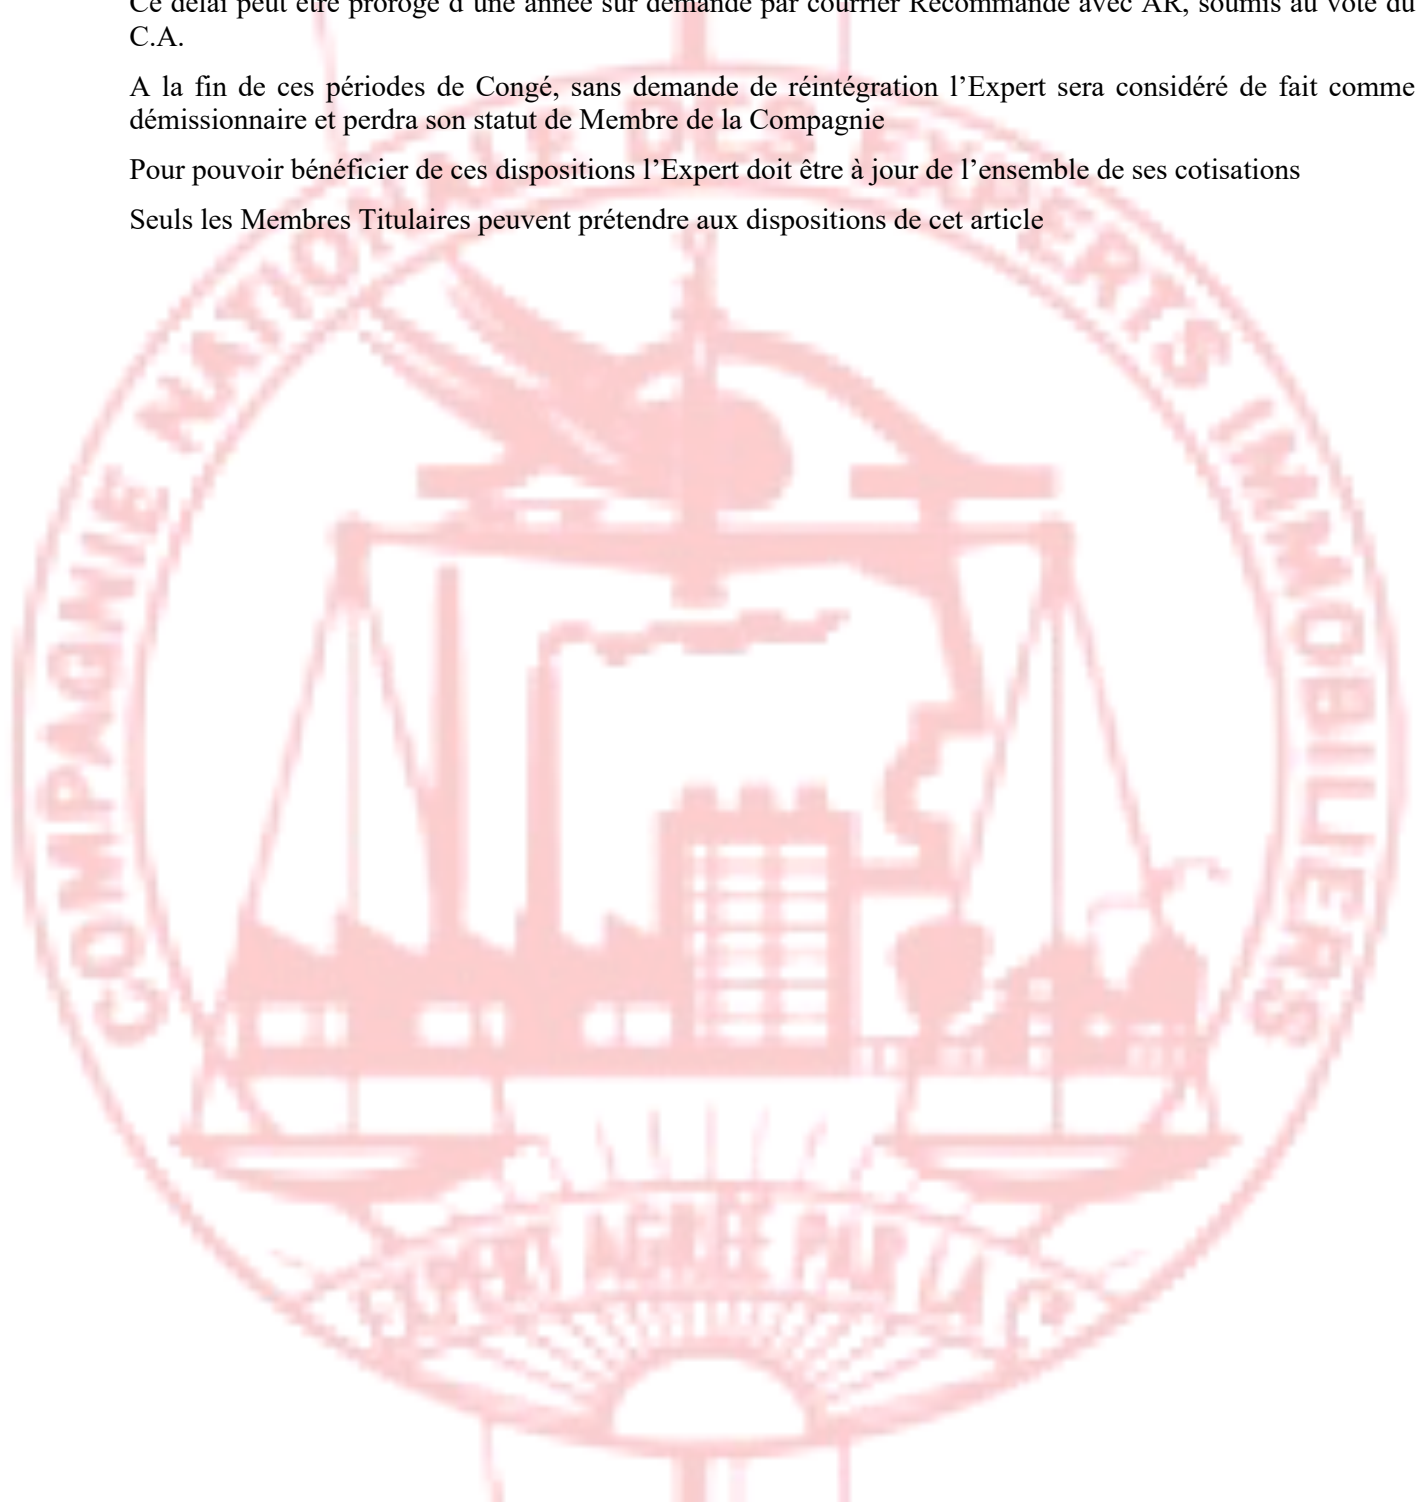 Ce délai peut être prorogé d'une année sur demande par courrier Recommandé avec AR, soumis au vote du
C.A.
A la fin de ces périodes de Congé, sans demande de réintégration l'Expert sera considéré de fait comme
démissionnaire et perdra son statut de Membre de la Compagnie
Pour pouvoir bénéficier de ces dispositions l'Expert doit être à jour de l'ensemble de ses cotisations
Seuls les Membres Titulaires peuvent prétendre aux dispositions de cet article
COMPAGNIE NATIONALE DES EXPERTS IMMOBILIERS
EXPERT AGRÉÉ PAR LA Cie